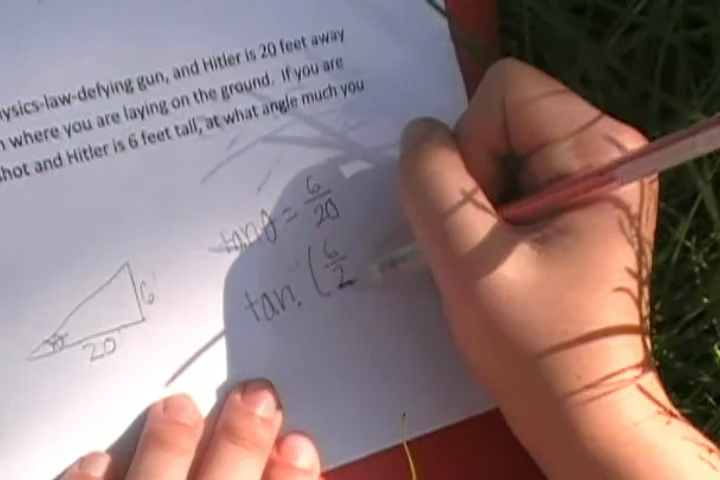 ysics-law-defying gun, and Hitler is 20 feet away
where you are laying on the ground. If you are
shot and Hitler is 6 feet tall, at what angle much you
tanθ = 6/20
tan⁻¹ (6/2
6'
20'